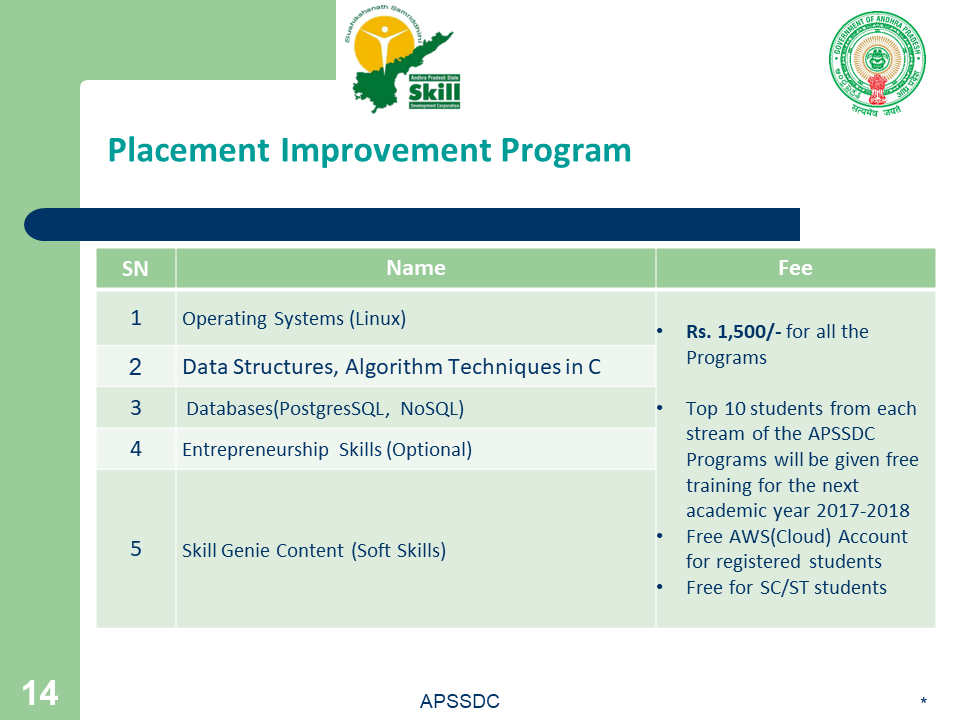 Sushikshanath Samriddhihi
Andhra Pradesh State
Skill
Development Corporation
GOVERNMENT OF ANDHRA PRADESH
सत्यमेव जयते
Placement Improvement Program
SN Name Fee
1 Operating Systems (Linux)
2 Data Structures, Algorithm Techniques in C
3 Databases(PostgresSQL, NoSQL)
4 Entrepreneurship Skills (Optional)
5 Skill Genie Content (Soft Skills)
• Rs. 1,500/- for all the
Programs
• Top 10 students from each
stream of the APSSDC
Programs will be given free
training for the next
academic year 2017-2018
• Free AWS(Cloud) Account
for registered students
• Free for SC/ST students
14
APSSDC
*